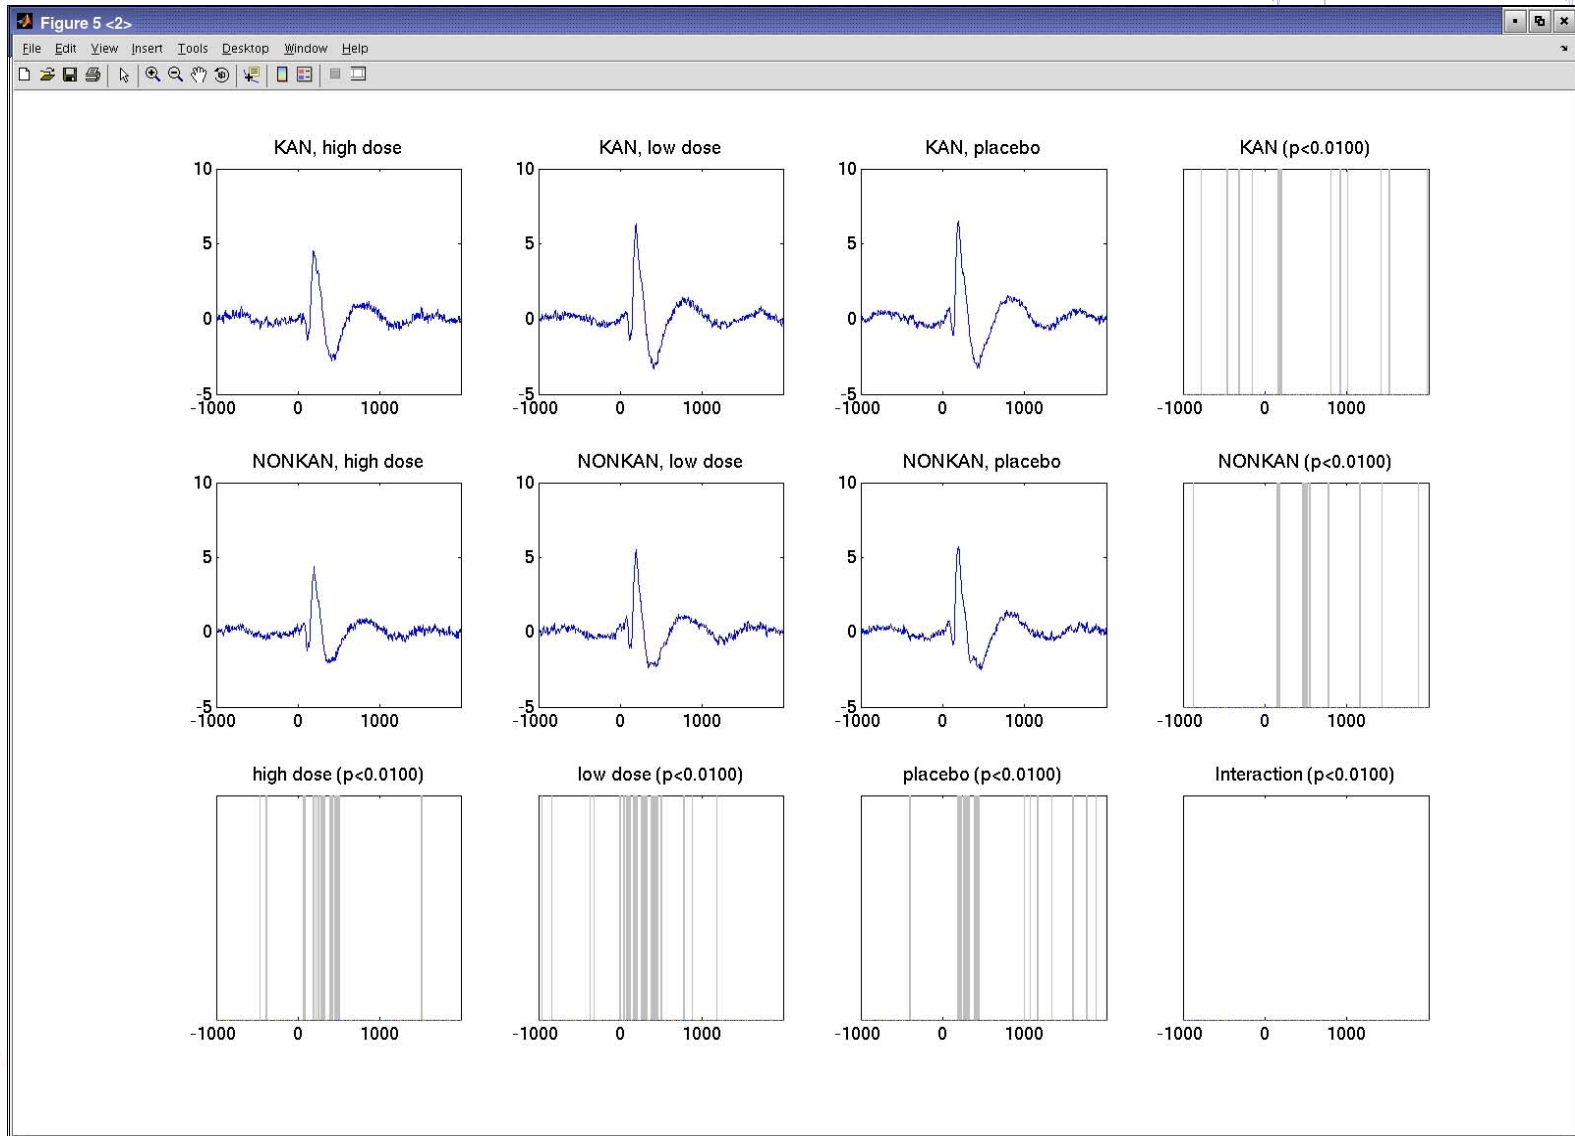 Figure 5 <2>
File Edit View Insert Tools Desktop Window Help
KAN, high dose
KAN, low dose
KAN, placebo
KAN (p<0.0100)
10
5
0
-5
-1000 0 1000
10
5
0
-5
-1000 0 1000
10
5
0
-5
-1000 0 1000
-1000 0 1000
NONKAN, high dose
NONKAN, low dose
NONKAN, placebo
NONKAN (p<0.0100)
10
5
0
-5
-1000 0 1000
10
5
0
-5
-1000 0 1000
10
5
0
-5
-1000 0 1000
-1000 0 1000
high dose (p<0.0100)
low dose (p<0.0100)
placebo (p<0.0100)
Interaction (p<0.0100)
-1000 0 1000
-1000 0 1000
-1000 0 1000
-1000 0 1000